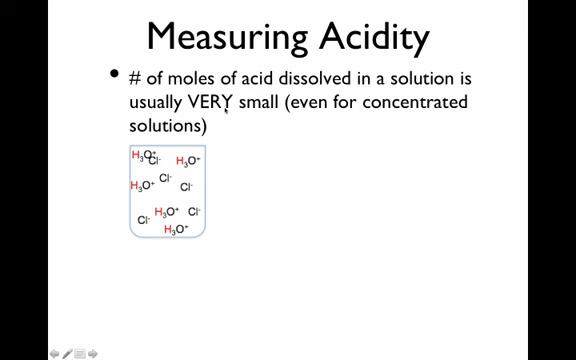 Measuring Acidity
• # of moles of acid dissolved in a solution is
usually VERY small (even for concentrated
solutions)
H₃O⁺ Cl⁻ H₃O⁺
H₃O⁺ Cl⁻ Cl⁻
Cl⁻ H₃O⁺ Cl⁻
H₃O⁺